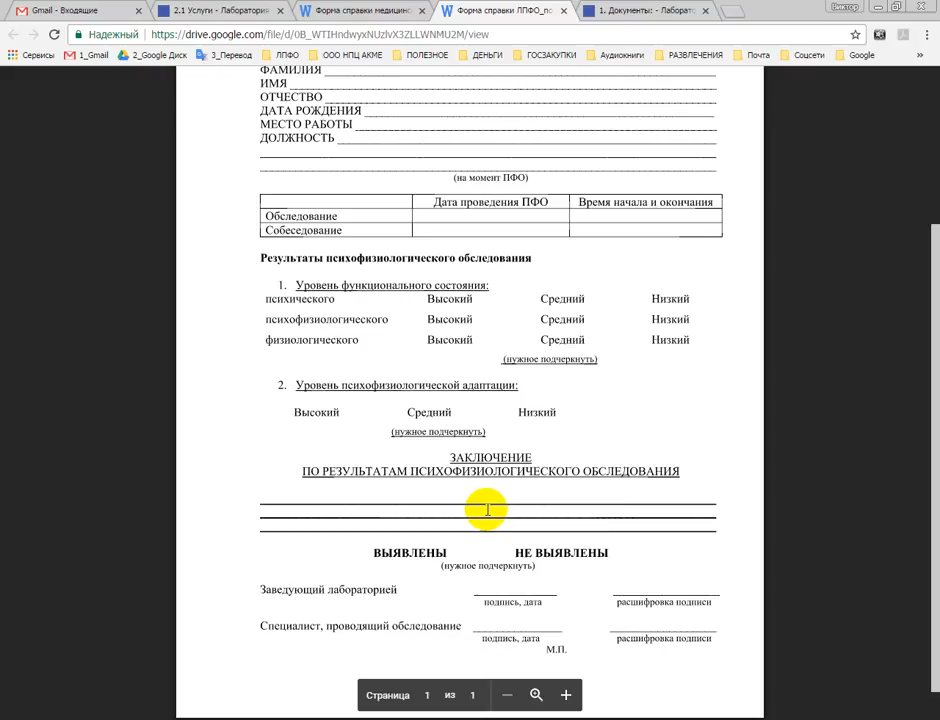 Gmail - Входящие
2.1 Услуги - Лаборатория
Форма справки медицинс
Форма справки ЛПФО_по
1. Документы: - Лаборато
Виктор
Надежный
https://drive.google.com/file/d/0B_WTIHndwyxNUzlvX3ZLLWNMU2M/view
Сервисы
1_Gmail
2_Google Диск
3_Перевод
ЛПФО
ООО НПЦ АКМЕ
ПОЛЕЗНОЕ
ДЕНЬГИ
ГОСЗАКУПКИ
Аудиокниги
РАЗВЛЕЧЕНИЯ
Почта
Соцсети
Google
ФАМИЛИЯ
ИМЯ
ОТЧЕСТВО
ДАТА РОЖДЕНИЯ
МЕСТО РАБОТЫ
ДОЛЖНОСТЬ
(на момент ПФО)
Дата проведения ПФО Время начала и окончания
Обследование
Собеседование
Результаты психофизиологического обследования
1. Уровень функционального состояния:
психического Высокий Средний Низкий
психофизиологического Высокий Средний Низкий
физиологического Высокий Средний Низкий
(нужное подчеркнуть)
2. Уровень психофизиологической адаптации:
Высокий Средний Низкий
(нужное подчеркнуть)
ЗАКЛЮЧЕНИЕ
ПО РЕЗУЛЬТАТАМ ПСИХОФИЗИОЛОГИЧЕСКОГО ОБСЛЕДОВАНИЯ
ВЫЯВЛЕНЫ НЕ ВЫЯВЛЕНЫ
(нужное подчеркнуть)
Заведующий лабораторией
подпись, дата расшифровка подписи
Специалист, проводящий обследование
подпись, дата расшифровка подписи
М.П.
Страница 1 из 1